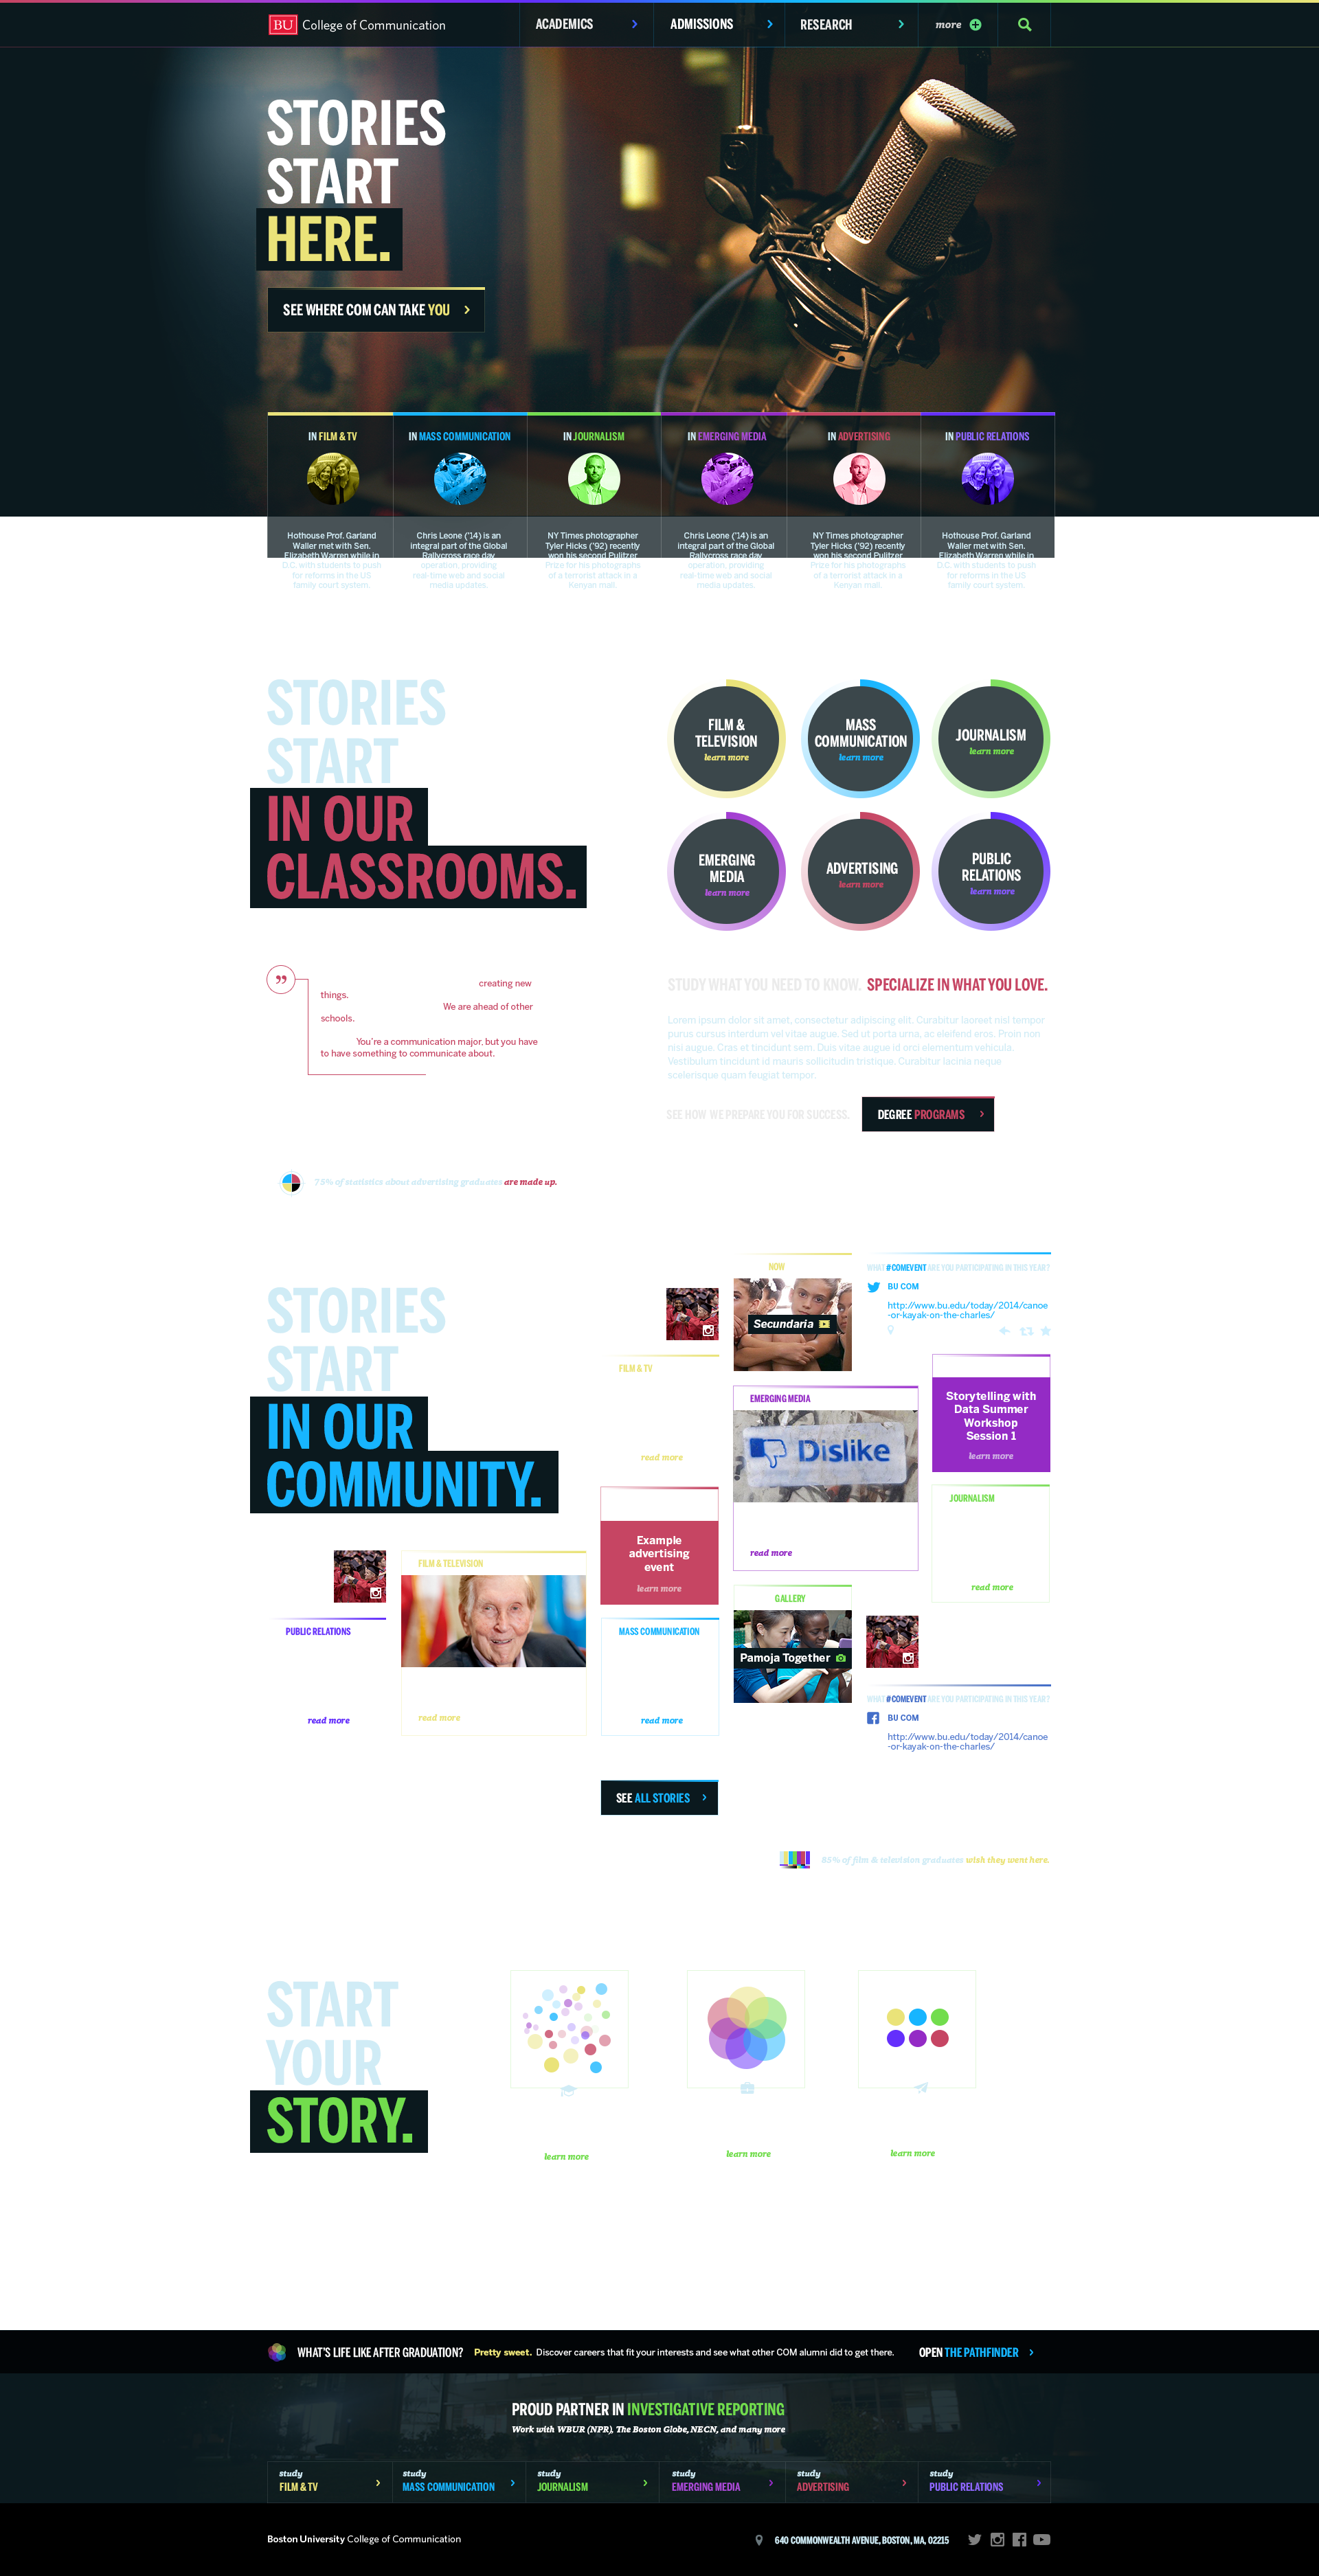 BU College of Communication
ACADEMICS
ADMISSIONS
RESEARCH
more
STORIES
START
HERE.
SEE WHERE COM CAN TAKE YOU
IN FILM & TV
Hothouse Prof. Garland
Waller met with Sen.
Elizabeth Warren while in
D.C. with students to push
for reforms in the US
family court system.
IN MASS COMMUNICATION
Chris Leone ('14) is an
integral part of the Global
Rallycross race day
operation, providing
real-time web and social
media updates.
IN JOURNALISM
NY Times photographer
Tyler Hicks ('92) recently
won his second Pulitzer
Prize for his photographs
of a terrorist attack in a
Kenyan mall.
IN EMERGING MEDIA
Chris Leone ('14) is an
integral part of the Global
Rallycross race day
operation, providing
real-time web and social
media updates.
IN ADVERTISING
NY Times photographer
Tyler Hicks ('92) recently
won his second Pulitzer
Prize for his photographs
of a terrorist attack in a
Kenyan mall.
IN PUBLIC RELATIONS
Hothouse Prof. Garland
Waller met with Sen.
Elizabeth Warren while in
D.C. with students to push
for reforms in the US
family court system.
STORIES
START
IN OUR
CLASSROOMS.
FILM &
TELEVISION
learn more
MASS
COMMUNICATION
learn more
JOURNALISM
learn more
EMERGING
MEDIA
learn more
ADVERTISING
learn more
PUBLIC
RELATIONS
learn more
creating new
things.
We are ahead of other
schools.
You're a communication major, but you have
to have something to communicate about.
STUDY WHAT YOU NEED TO KNOW. SPECIALIZE IN WHAT YOU LOVE.
Lorem ipsum dolor sit amet, consectetur adipiscing elit. Curabitur laoreet nisl tempor
purus cursus interdum vel vitae augue. Sed ut porta urna, ac eleifend eros. Proin non
nisi augue. Cras et tincidunt sem. Duis vitae augue id orci elementum vehicula.
Vestibulum tincidunt id mauris sollicitudin tristique. Curabitur lacinia neque
scelerisque quam feugiat tempor.
SEE HOW WE PREPARE YOU FOR SUCCESS.
DEGREE PROGRAMS
75% of statistics about advertising graduates are made up.
STORIES
START
IN OUR
COMMUNITY.
NOW
Secundaria
WHAT #COMEVENT ARE YOU PARTICIPATING IN THIS YEAR?
BU COM
http://www.bu.edu/today/2014/canoe
-or-kayak-on-the-charles/
FILM & TV
read more
EMERGING MEDIA
Dislike
read more
Storytelling with
Data Summer
Workshop
Session 1
learn more
Example
advertising
event
learn more
JOURNALISM
read more
FILM & TELEVISION
read more
PUBLIC RELATIONS
read more
MASS COMMUNICATION
read more
GALLERY
Pamoja Together
WHAT #COMEVENT ARE YOU PARTICIPATING IN THIS YEAR?
BU COM
http://www.bu.edu/today/2014/canoe
-or-kayak-on-the-charles/
SEE ALL STORIES
85% of film & television graduates wish they went here.
START
YOUR
STORY.
learn more
learn more
learn more
WHAT'S LIFE LIKE AFTER GRADUATION? Pretty sweet. Discover careers that fit your interests and see what other COM alumni did to get there. OPEN THE PATHFINDER
PROUD PARTNER IN INVESTIGATIVE REPORTING
Work with WBUR (NPR), The Boston Globe, NECN, and many more
study
FILM & TV
study
MASS COMMUNICATION
study
JOURNALISM
study
EMERGING MEDIA
study
ADVERTISING
study
PUBLIC RELATIONS
Boston University College of Communication
640 COMMONWEALTH AVENUE, BOSTON, MA, 02215